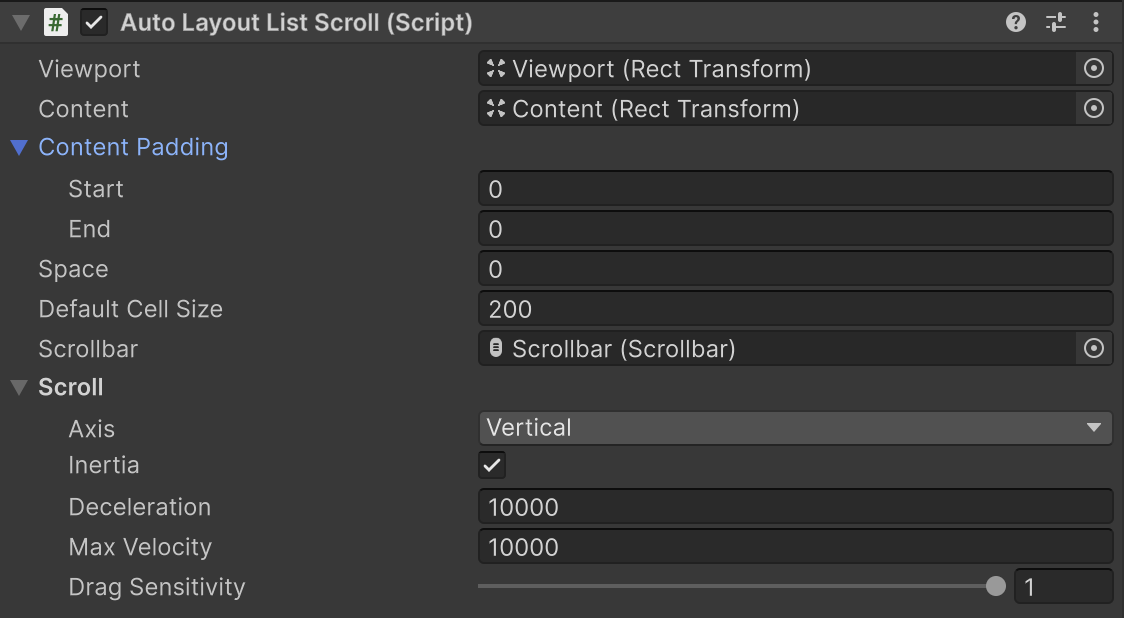 # Auto Layout List Scroll (Script)
Viewport Viewport (Rect Transform)
Content Content (Rect Transform)
Content Padding
Start 0
End 0
Space 0
Default Cell Size 200
Scrollbar Scrollbar (Scrollbar)
Scroll
Axis Vertical
Inertia
Deceleration 10000
Max Velocity 10000
Drag Sensitivity 1